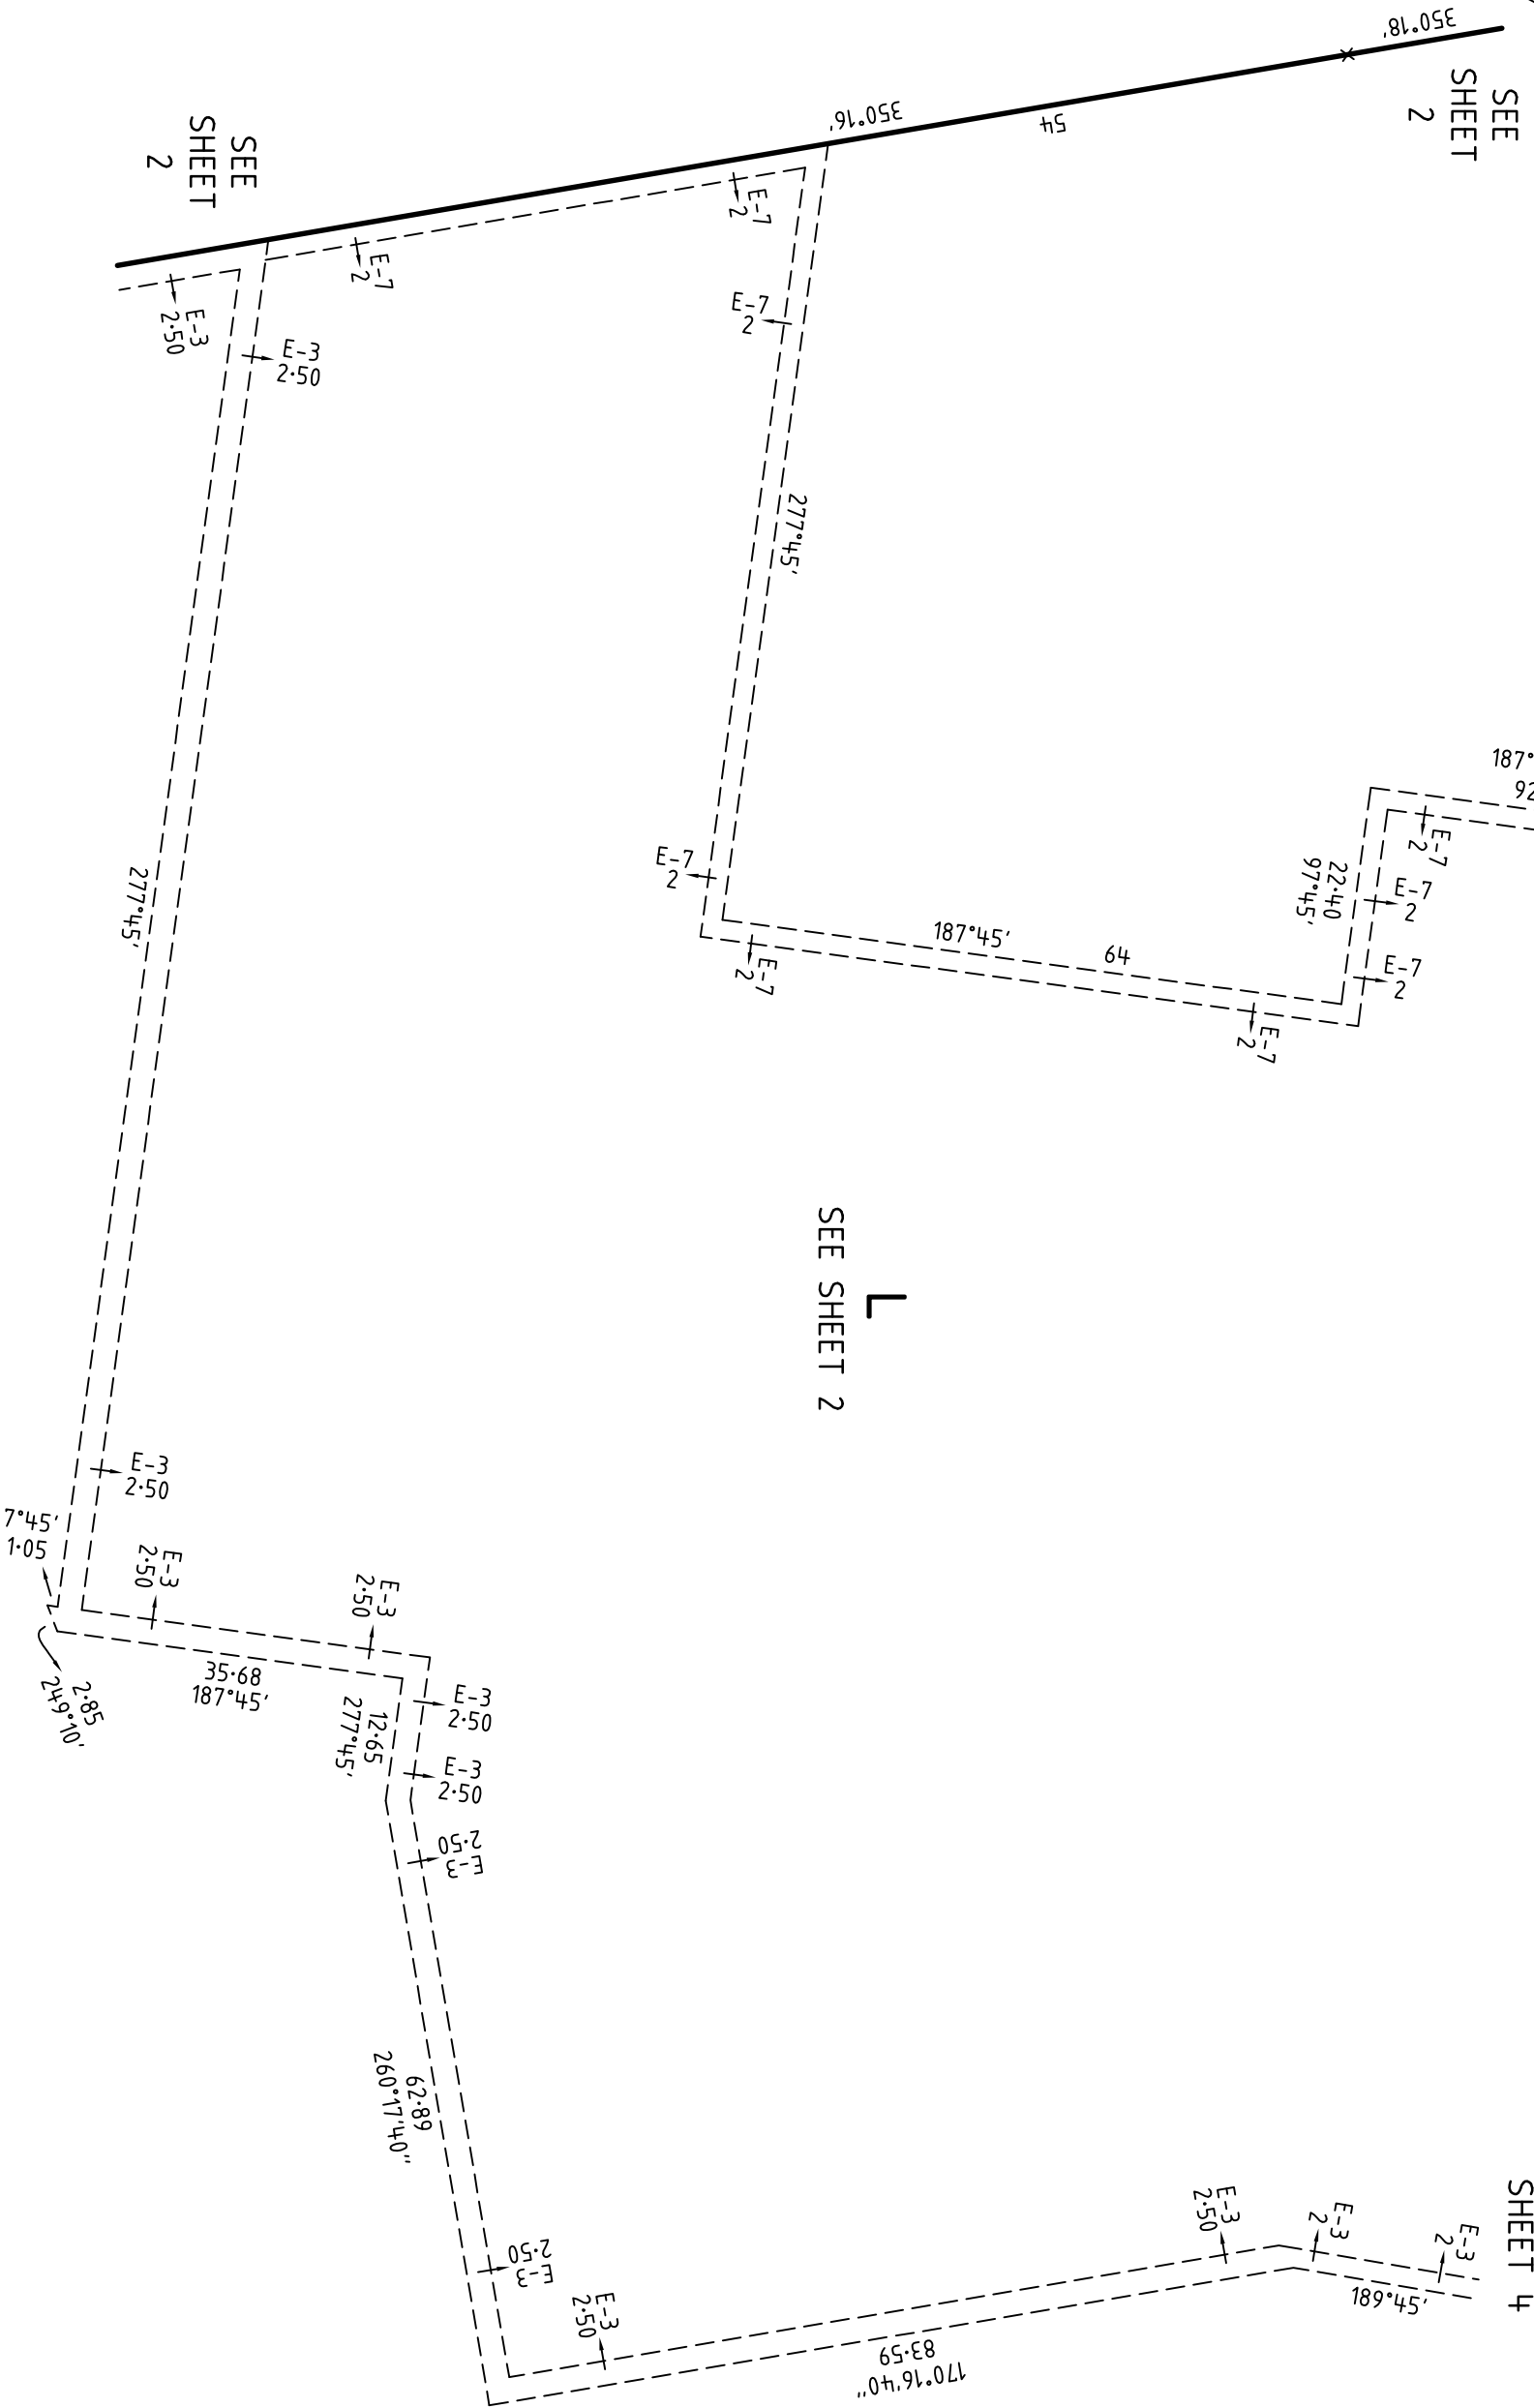 350°18'
SEE
SHEET
2
54
350°16'
SEE
SHEET
2
E-7
2
E-7
2
E-7
2
E-3
2·50
E-3
2·50
277°45'
187°
92
E-7
2
E-7
2
22·40
97°45'
E-7
2
E-7
2
187°45'
64
E-7
2
E-7
2
277°45'
L
SEE SHEET 2
E-3
2·50
7°45'
1·05
E-3
2·50
E-3
2·50
35·68
187°45'
2·85
249°10'
E-3
2·50
12·65
277°45'
E-3
2·50
E-3
2·50
62·89
260°17'40"
E-3
2·50
E-3
2·50
83·59
170°16'40"
E-3
2·50
E-3
2
E-3
2
189°45'
SHEET 4